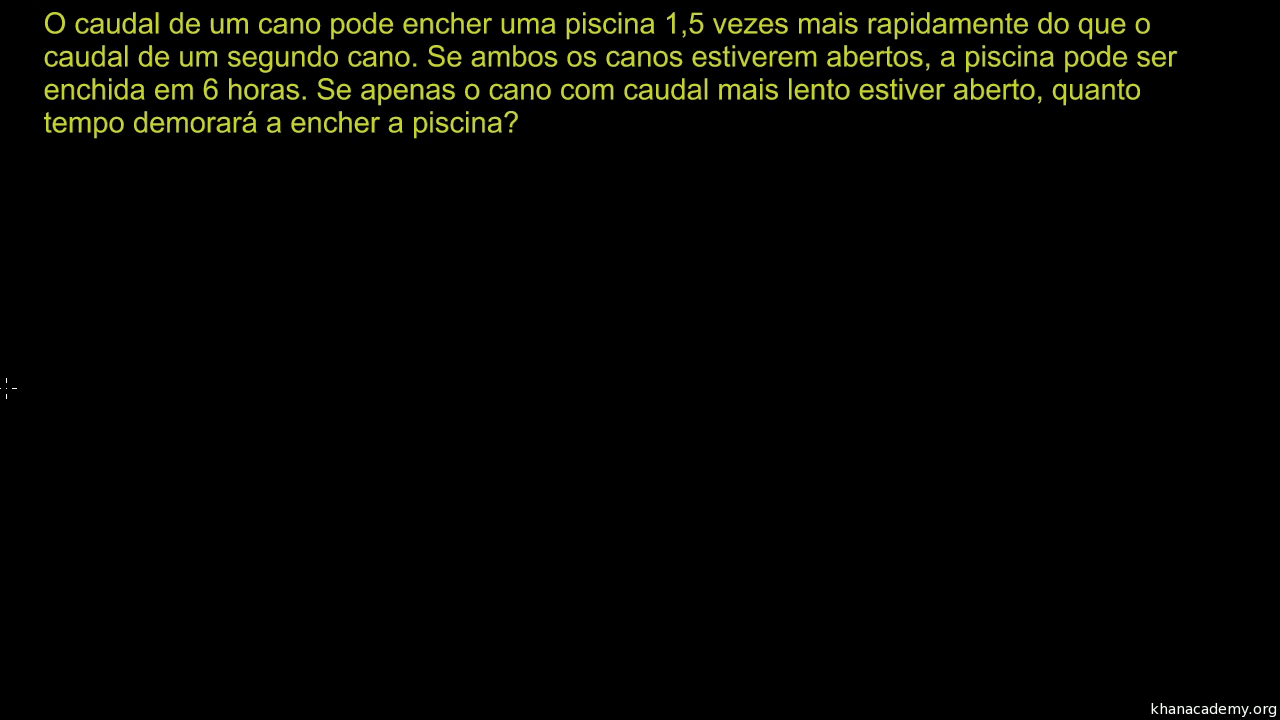 O caudal de um cano pode encher uma piscina 1,5 vezes mais rapidamente do que o
caudal de um segundo cano. Se ambos os canos estiverem abertos, a piscina pode ser
enchida em 6 horas. Se apenas o cano com caudal mais lento estiver aberto, quanto
tempo demorará a encher a piscina?
khanacademy.org